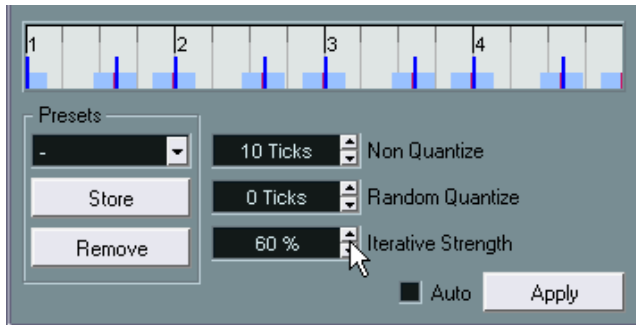 1 2 3 4
Presets
-
10 Ticks Non Quantize
Store 0 Ticks Random Quantize
Remove 60 % Iterative Strength
Auto Apply